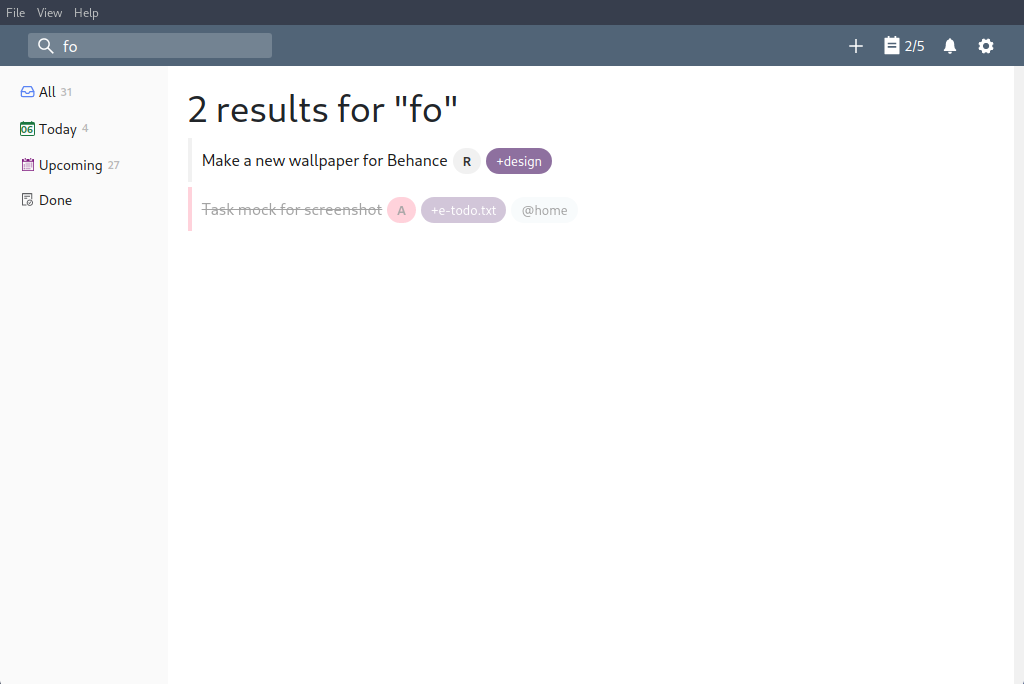 File View Help
fo 2/5
All 31
Today 4
06
Upcoming 27
Done
2 results for "fo"
Make a new wallpaper for Behance R +design
Task mock for screenshot A +e-todo.txt @home